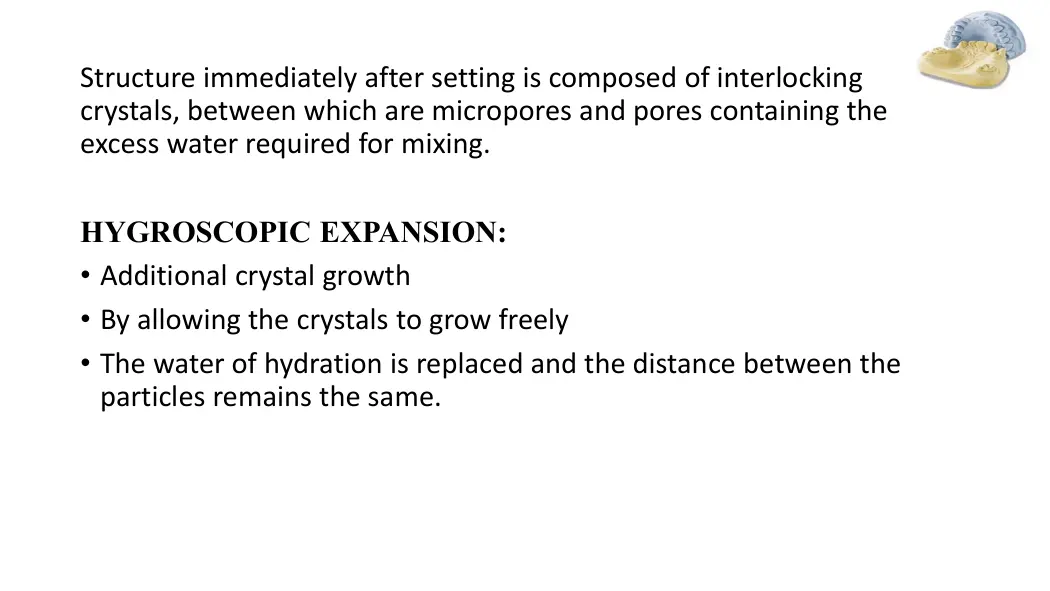 Structure immediately after setting is composed of interlocking
crystals, between which are micropores and pores containing the
excess water required for mixing.
HYGROSCOPIC EXPANSION:
• Additional crystal growth
• By allowing the crystals to grow freely
• The water of hydration is replaced and the distance between the
particles remains the same.